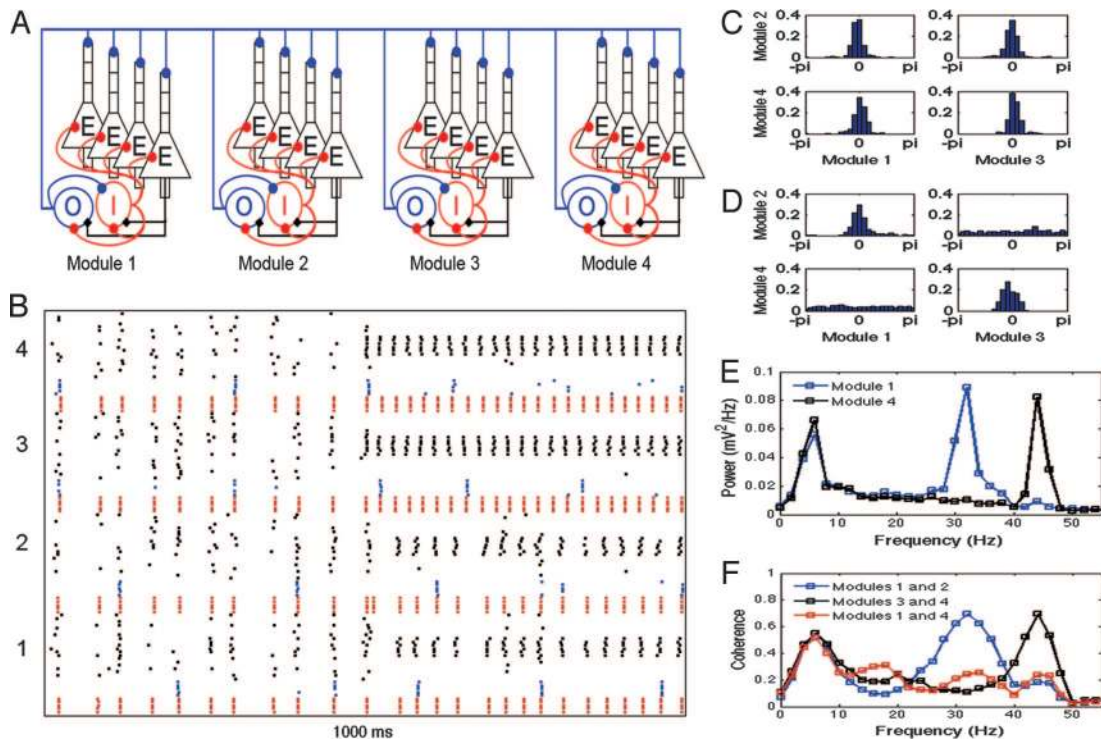 A
E E E E
E E E E
E E E E
E E E E
O I
O I
O I
O I
Module 1
Module 2
Module 3
Module 4
B
4
3
2
1
1000 ms
C
Module 2
0.4
0.2
0
-pi 0 pi
0.4
0.2
0
-pi 0 pi
Module 4
0.4
0.2
0
-pi 0 pi
Module 1
0.4
0.2
0
-pi 0 pi
Module 3
D
Module 2
0.4
0.2
0
-pi 0 pi
0.4
0.2
0
-pi 0 pi
Module 4
0.4
0.2
0
-pi 0 pi
Module 1
0.4
0.2
0
-pi 0 pi
Module 3
E
Power (mV²/Hz)
0.1
0.08
0.06
0.04
0.02
0
Module 1
Module 4
0 10 20 30 40 50
Frequency (Hz)
F
Coherence
1
0.8
0.6
0.4
0.2
0
Modules 1 and 2
Modules 3 and 4
Modules 1 and 4
0 10 20 30 40 50
Frequency (Hz)